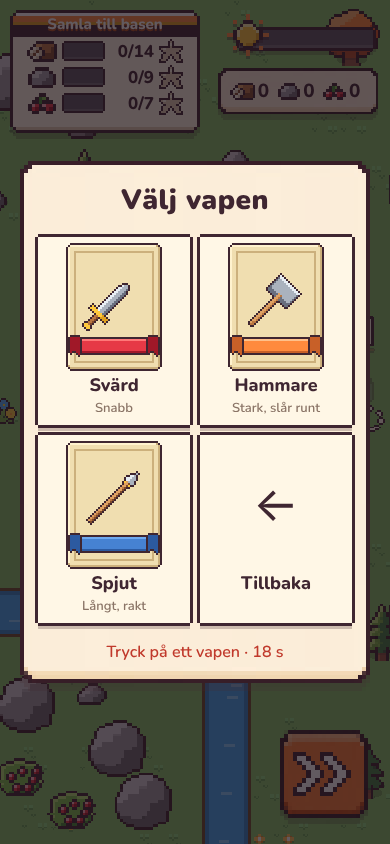 Samla till basen
0/14
0/9
0/7
0 0 0
Välj vapen
Svärd
Snabb
Hammare
Stark, slår runt
Spjut
Långt, rakt
Tillbaka
Tryck på ett vapen · 18 s